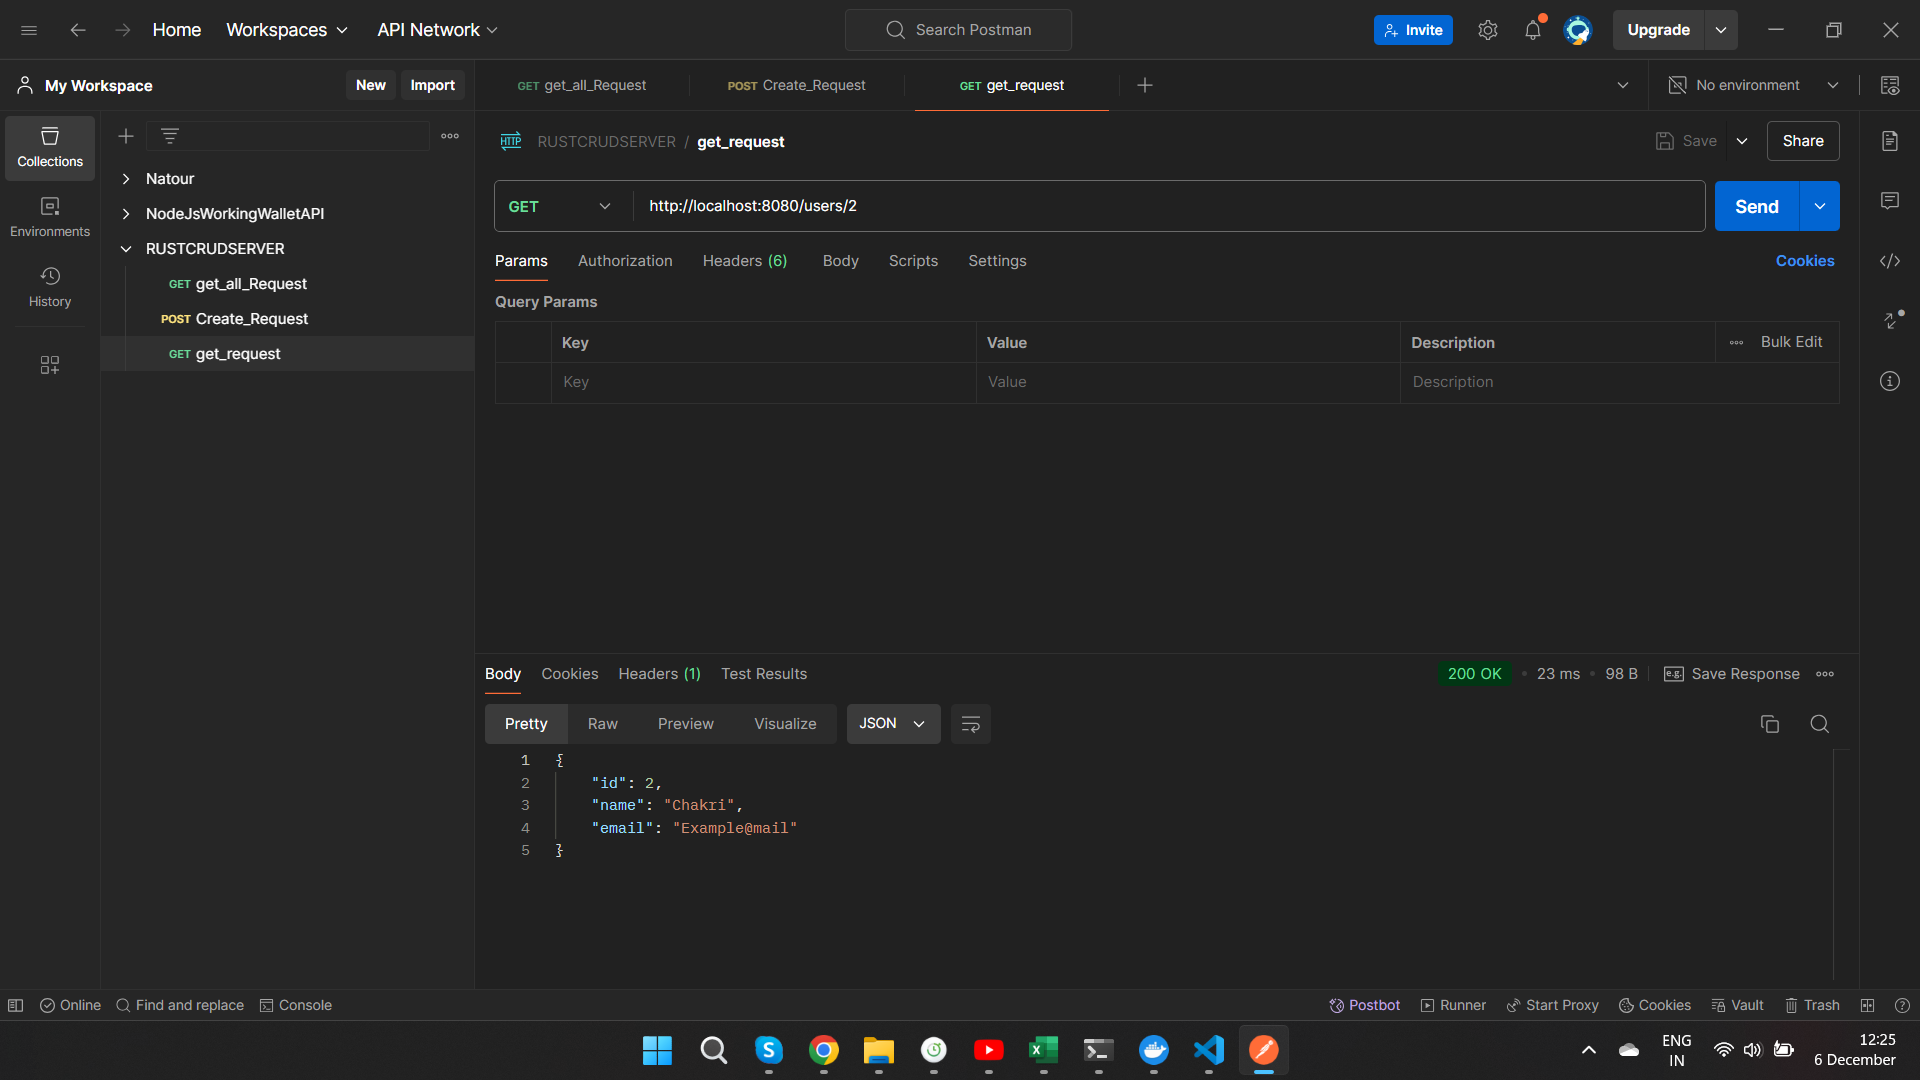 Home Workspaces API Network Search Postman Invite Upgrade
My Workspace New Import GET get_all_Request POST Create_Request GET get_request No environment
Collections
Environments
History
Natour
NodeJsWorkingWalletAPI
RUSTCRUDSERVER
GET get_all_Request
POST Create_Request
GET get_request
HTTP RUSTCRUDSERVER / get_request Save Share
GET http://localhost:8080/users/2 Send
Params Authorization Headers (6) Body Scripts Settings Cookies
Query Params
Key Value Description Bulk Edit
Key Value Description
Body Cookies Headers (1) Test Results 200 OK 23 ms 98 B e.g. Save Response
Pretty Raw Preview Visualize JSON
1 {
2 "id": 2,
3 "name": "Chakri",
4 "email": "Example@mail"
5 }
Online Find and replace Console Postbot Runner Start Proxy Cookies Vault Trash
ENG
IN
12:25
6 December